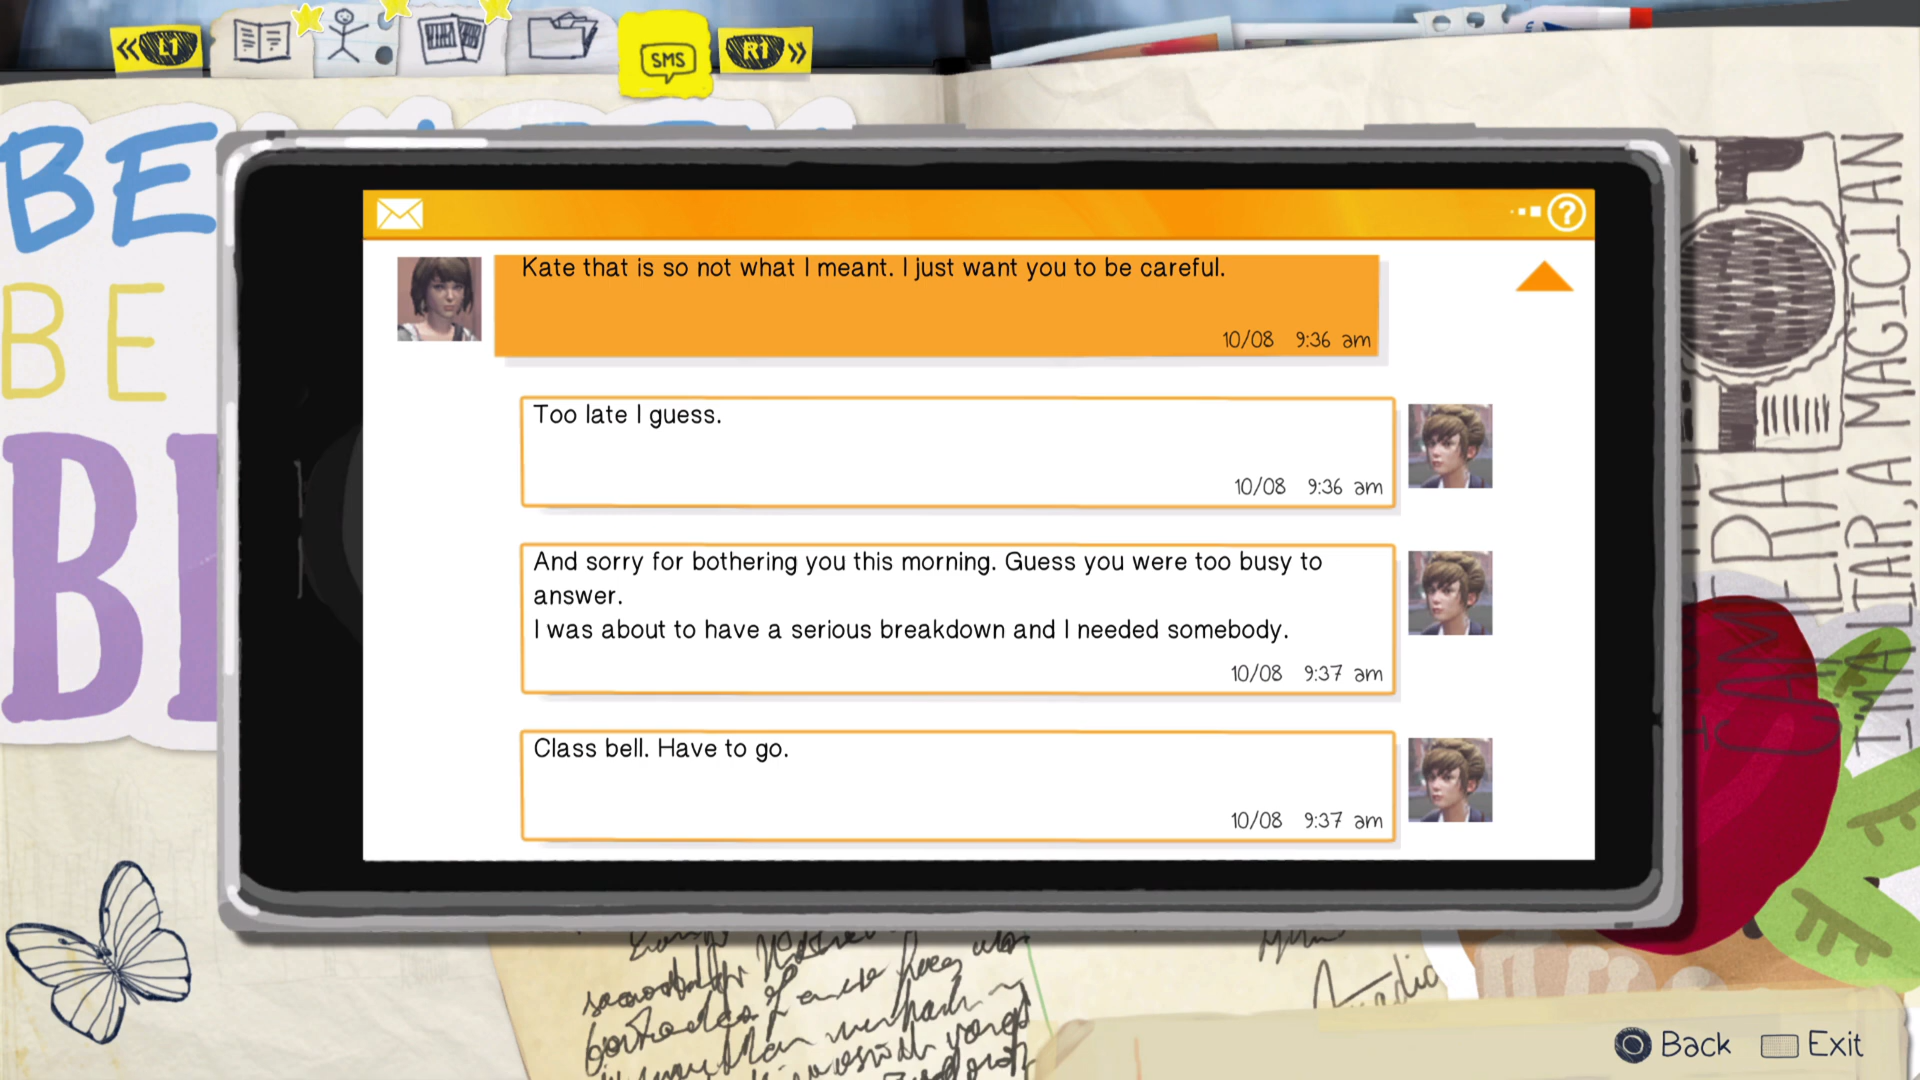 L1
SMS
R1
BE
BE
Kate that is so not what I meant. I just want you to be careful.
10/08 9:36 am
Too late I guess.
10/08 9:36 am
And sorry for bothering you this morning. Guess you were too busy to
answer.
I was about to have a serious breakdown and I needed somebody.
10/08 9:37 am
Class bell. Have to go.
10/08 9:37 am
CAMERA
LIAR, A MAGICIAN
Back
Exit